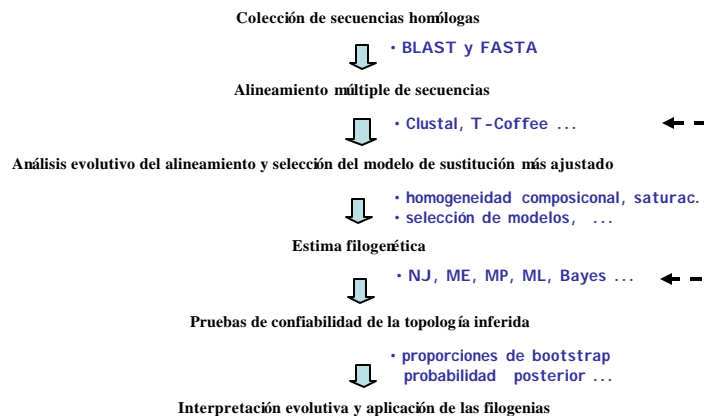 Colección de secuencias homólogas
• BLAST y FASTA
Alineamiento múltiple de secuencias
• Clustal, T-Coffee ...
Análisis evolutivo del alineamiento y selección del modelo de sustitución más ajustado
• homogeneidad composiconal, saturac.
• selección de modelos, ...
Estima filogenética
• NJ, ME, MP, ML, Bayes ...
Pruebas de confiabilidad de la topología inferida
• proporciones de bootstrap
probabilidad posterior ...
Interpretación evolutiva y aplicación de las filogenias